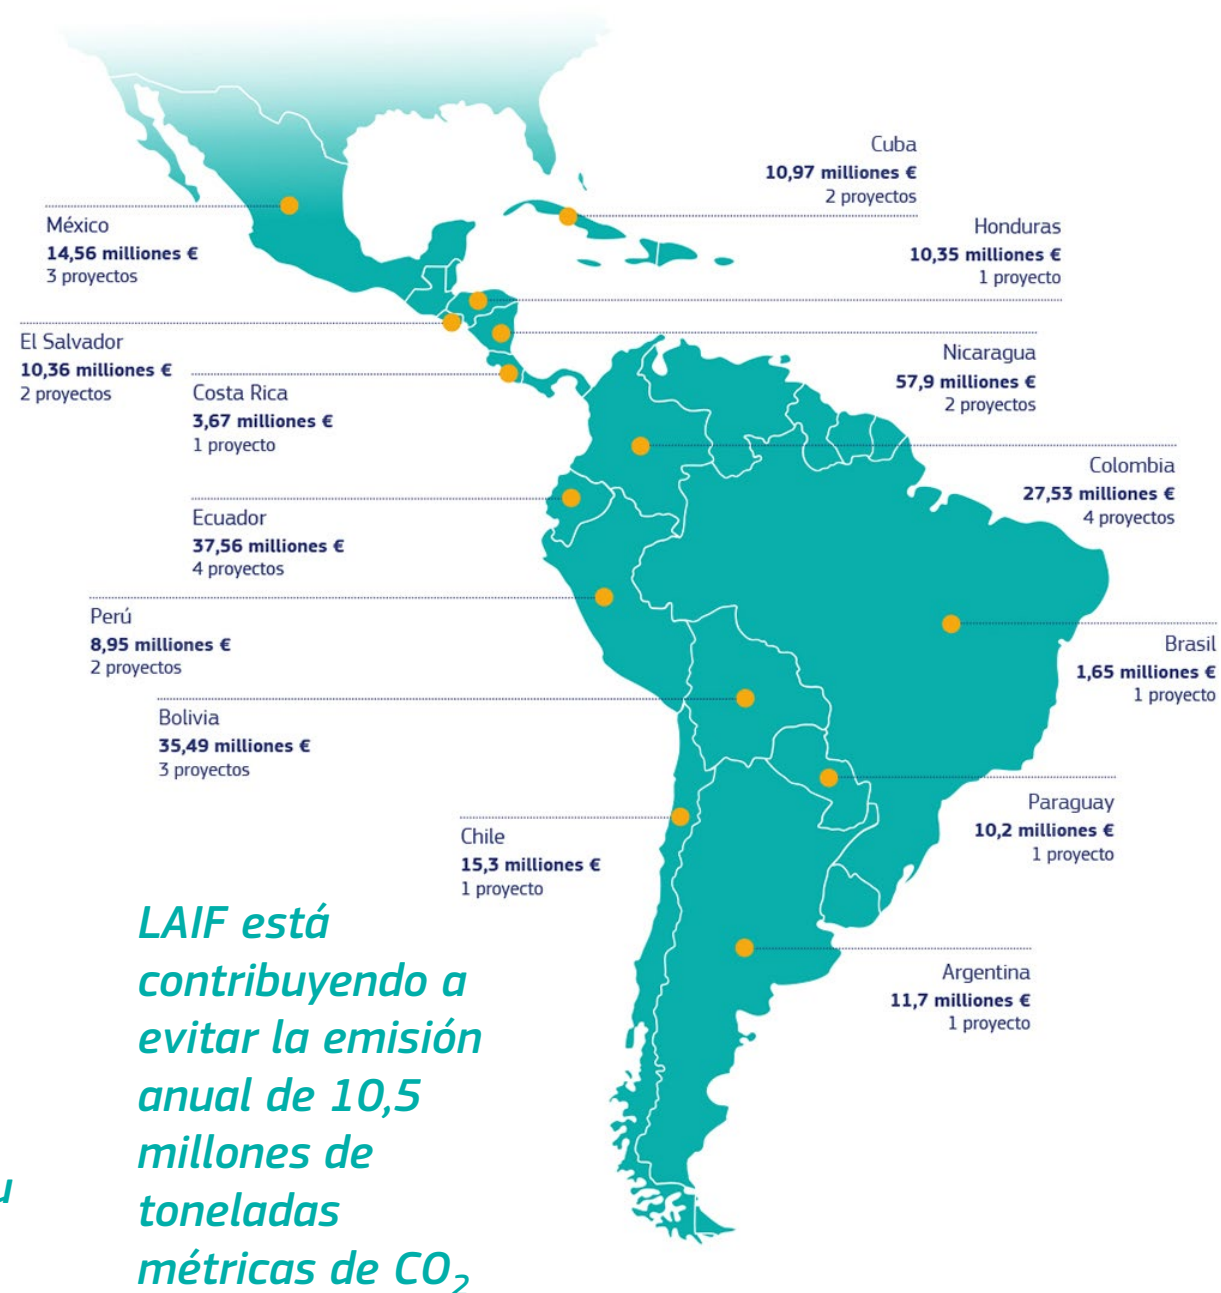 Cuba
10,97 milliones €
2 proyectos
México
14,56 milliones €
3 proyectos
Honduras
10,35 milliones €
1 proyecto
El Salvador
10,36 milliones €
2 proyectos
Nicaragua
57,9 milliones €
2 proyectos
Costa Rica
3,67 milliones €
1 proyecto
Colombia
27,53 milliones €
4 proyectos
Ecuador
37,56 milliones €
4 proyectos
Perú
8,95 milliones €
2 proyectos
Brasil
1,65 milliones €
1 proyecto
Bolivia
35,49 milliones €
3 proyectos
Paraguay
10,2 milliones €
1 proyecto
Chile
15,3 milliones €
1 proyecto
Argentina
11,7 milliones €
1 proyecto
LAIF está
contribuyendo a
evitar la emisión
anual de 10,5
millones de
toneladas
métricas de CO₂